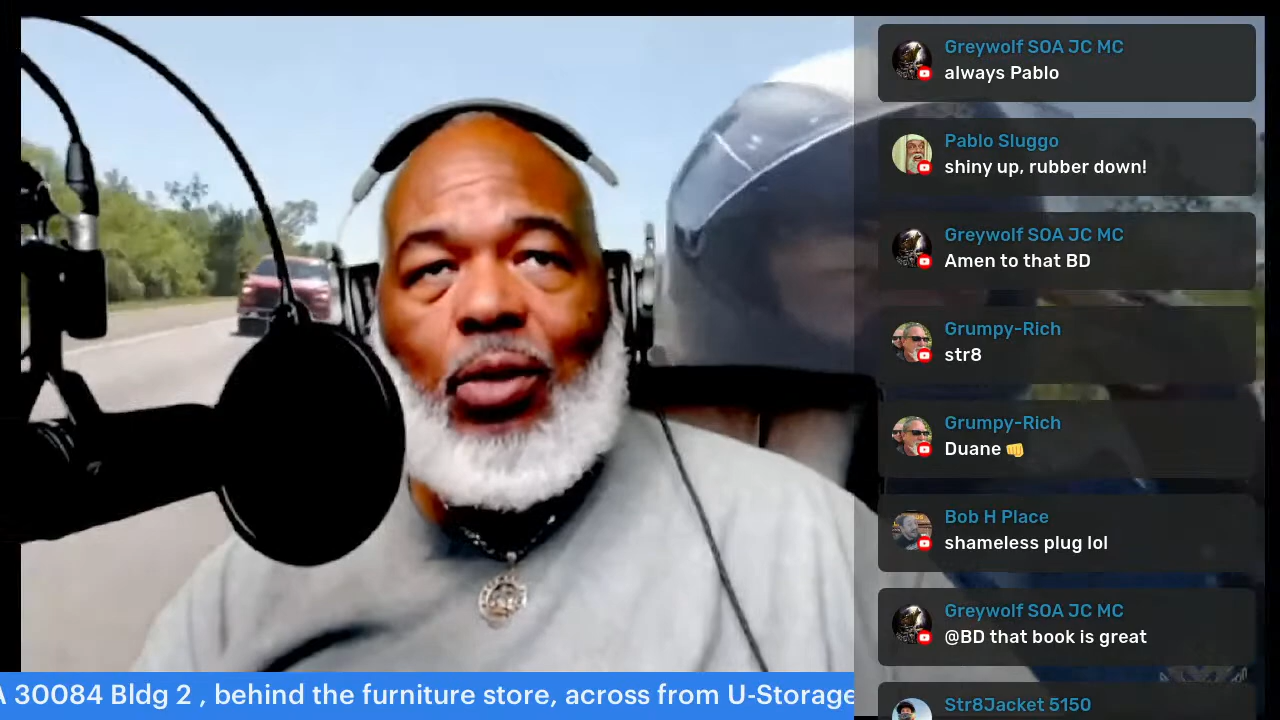 Greywolf SOA JC MC
always Pablo
Pablo Sluggo
shiny up, rubber down!
Greywolf SOA JC MC
Amen to that BD
Grumpy-Rich
str8
Grumpy-Rich
Duane 👊
Bob H Place
shameless plug lol
Greywolf SOA JC MC
@BD that book is great
Str8Jacket 5150
A 30084 Bldg 2 , behind the furniture store, across from U-Storage